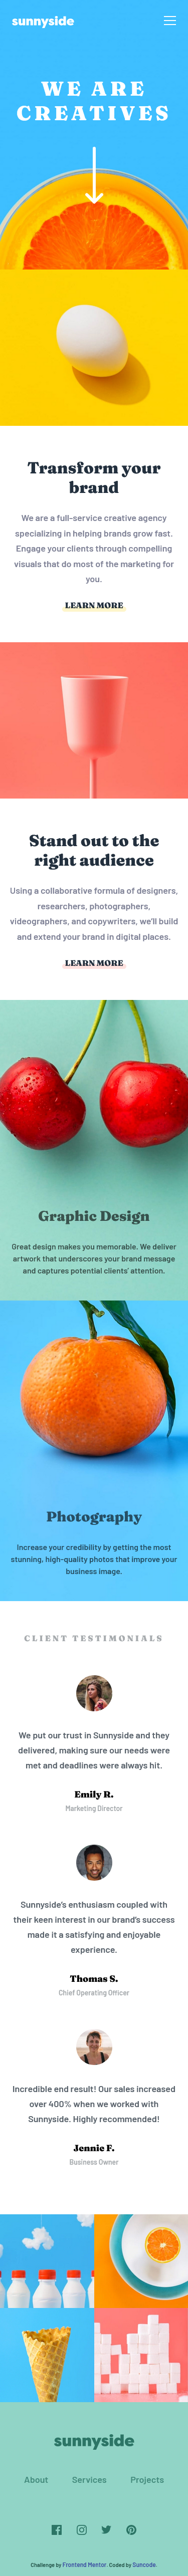 sunnyside
WE ARE
CREATIVES
Transform your
brand
We are a full-service creative agency
specializing in helping brands grow fast.
Engage your clients through compelling
visuals that do most of the marketing for
you.
LEARN MORE
Stand out to the
right audience
Using a collaborative formula of designers,
researchers, photographers,
videographers, and copywriters, we'll build
and extend your brand in digital places.
LEARN MORE
Graphic Design
Great design makes you memorable. We deliver
artwork that underscores your brand message
and captures potential clients' attention.
Photography
Increase your credibility by getting the most
stunning, high-quality photos that improve your
business image.
CLIENT TESTIMONIALS
We put our trust in Sunnyside and they
delivered, making sure our needs were
met and deadlines were always hit.
Emily R.
Marketing Director
Sunnyside's enthusiasm coupled with
their keen interest in our brand's success
made it a satisfying and enjoyable
experience.
Thomas S.
Chief Operating Officer
Incredible end result! Our sales increased
over 400% when we worked with
Sunnyside. Highly recommended!
Jennie F.
Business Owner
sunnyside
About Services Projects
Challenge by Frontend Mentor. Coded by Suncode.